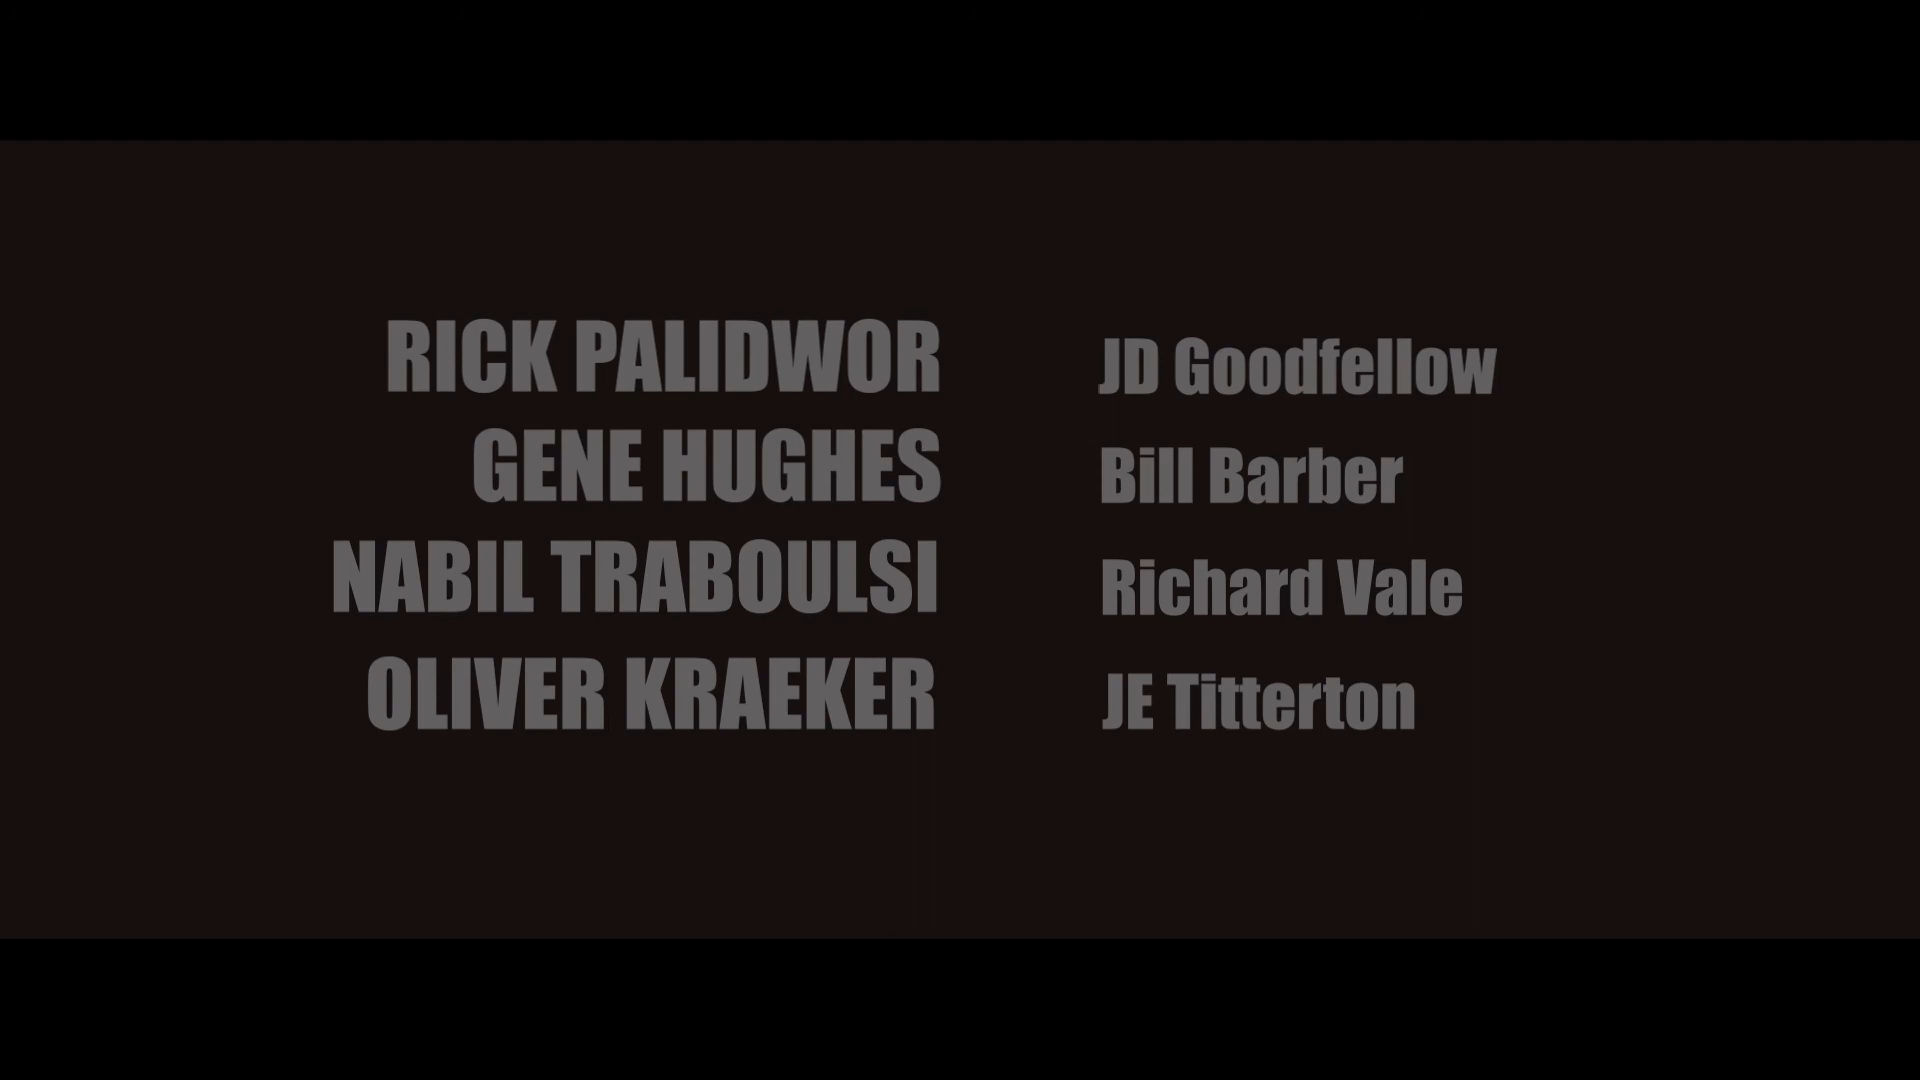 RICK PALIDWOR JD Goodfellow
GENE HUGHES Bill Barber
NABIL TRABOULSI Richard Vale
OLIVER KRAEKER JE Titterton